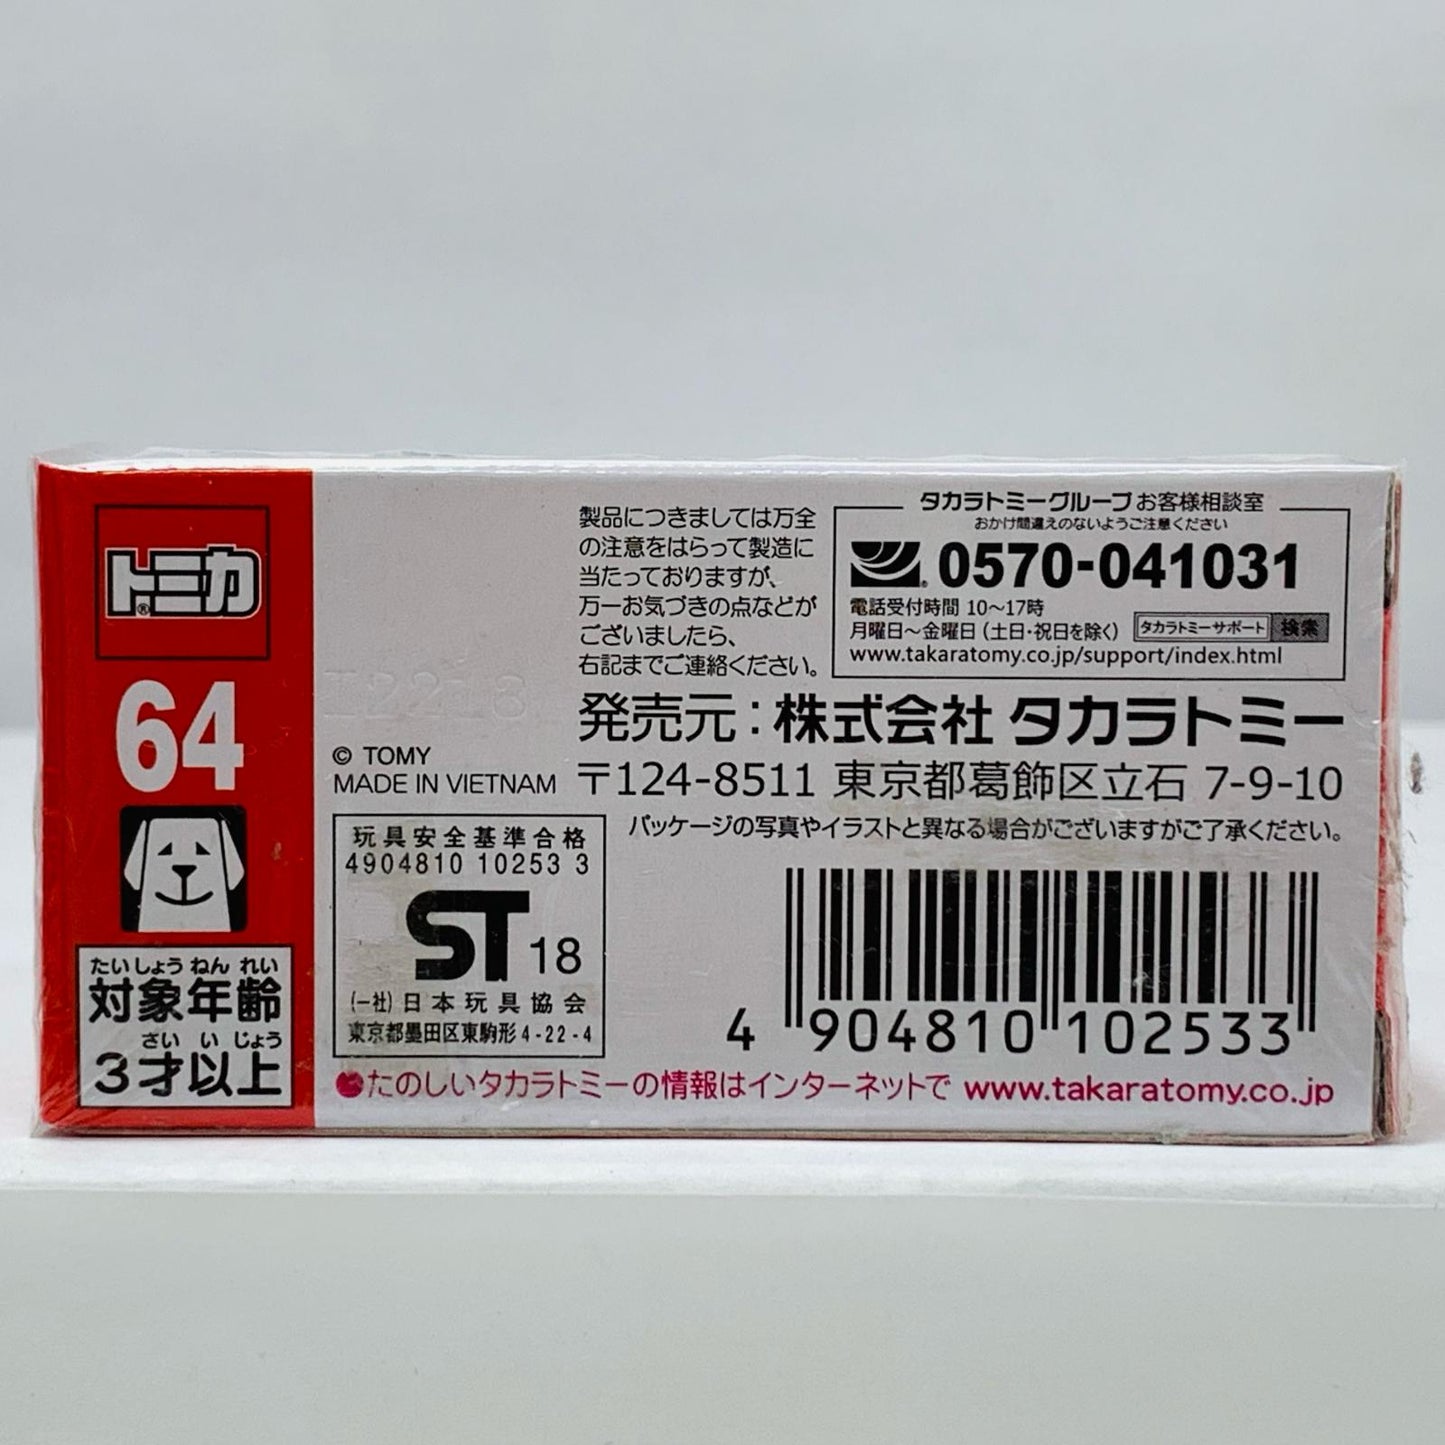 トミカ®
64
たいしょう ねん れい
対象年齢
さい い じょう
3才以上
© TOMY
MADE IN VIETNAM
玩具安全基準合格
4904810 10253 3
ST 18
(一社)日本玩具協会
東京都墨田区東駒形4-22-4
製品につきましては万全
の注意をはらって製造に
当たっておりますが、
万一お気づきの点などが
ございましたら、
右記までご連絡ください。
タカラトミーグループお客様相談室
おかけ間違えのないようご注意ください
0570-041031
電話受付時間 10〜17時
月曜日〜金曜日(土日・祝日を除く) タカラトミーサポート 検索
www.takaratomy.co.jp/support/index.html
発売元:株式会社 タカラトミー
〒124-8511 東京都葛飾区立石 7-9-10
パッケージの写真やイラストと異なる場合がございますがご了承ください。
4 904810 102533
●たのしいタカラトミーの情報はインターネットで www.takaratomy.co.jp